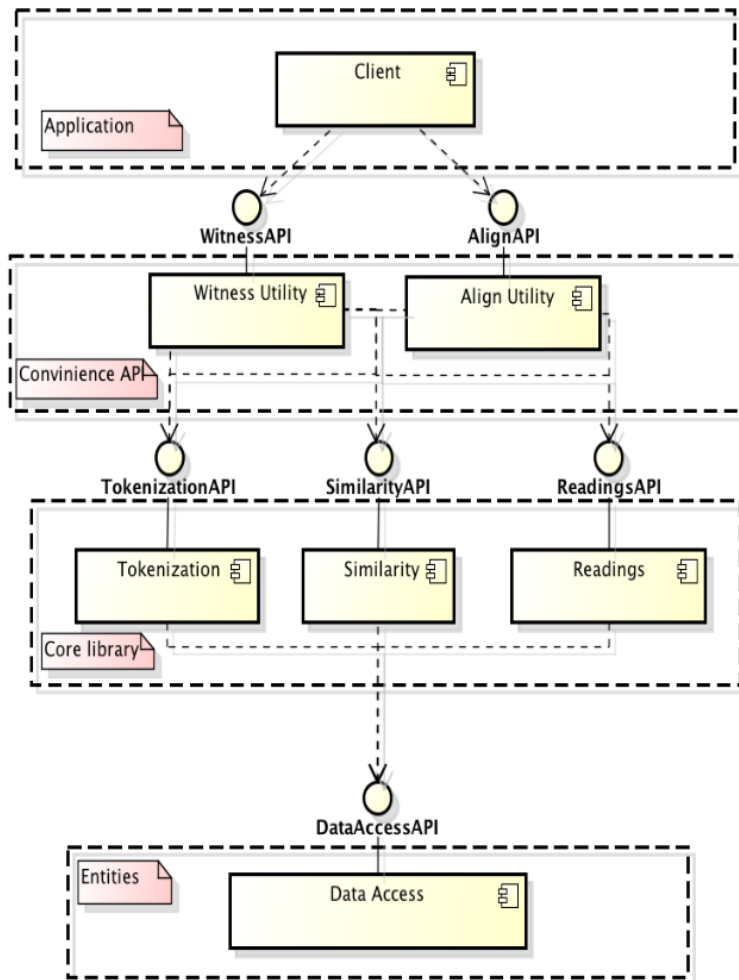 Client
Application
WitnessAPI
AlignAPI
Witness Utility
Align Utility
Convinience API
TokenizationAPI
SimilarityAPI
ReadingsAPI
Tokenization
Similarity
Readings
Core library
DataAccessAPI
Entities
Data Access